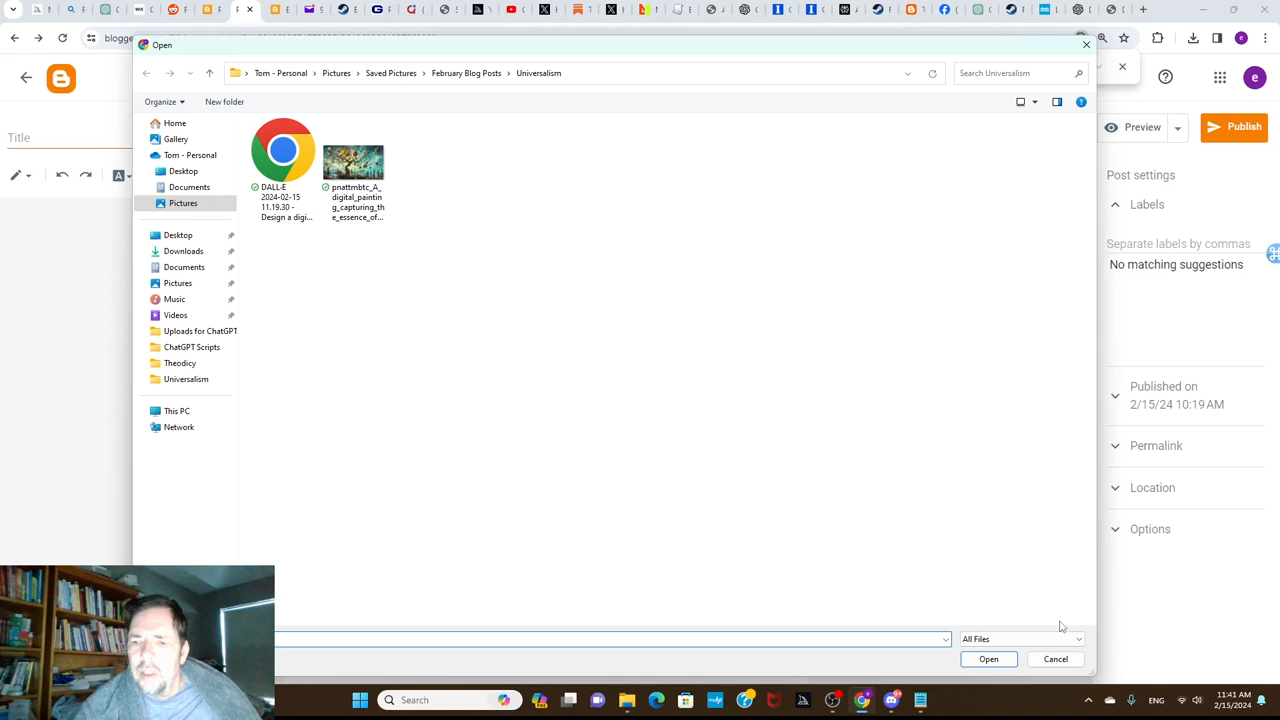 Open
blogge
Tom - Personal > Pictures > Saved Pictures > February Blog Posts > Universalism
Search Universalism
Organize
New folder
Home
Gallery
Tom - Personal
Desktop
Documents
Pictures
Desktop
Downloads
Documents
Pictures
Music
Videos
Uploads for ChatGPT
ChatGPT Scripts
Theodicy
Universalism
This PC
Network
DALL-E
2024-02-15
11.19.30 -
Design a digi...
pnattmbtc_A_
digital_paintin
g_capturing_th
e_essence_of...
All Files
Open
Cancel
Title
Preview
Publish
Post settings
Labels
Separate labels by commas
No matching suggestions
Published on
2/15/24 10:19 AM
Permalink
Location
Options
Search
ENG
11:41 AM
2/15/2024